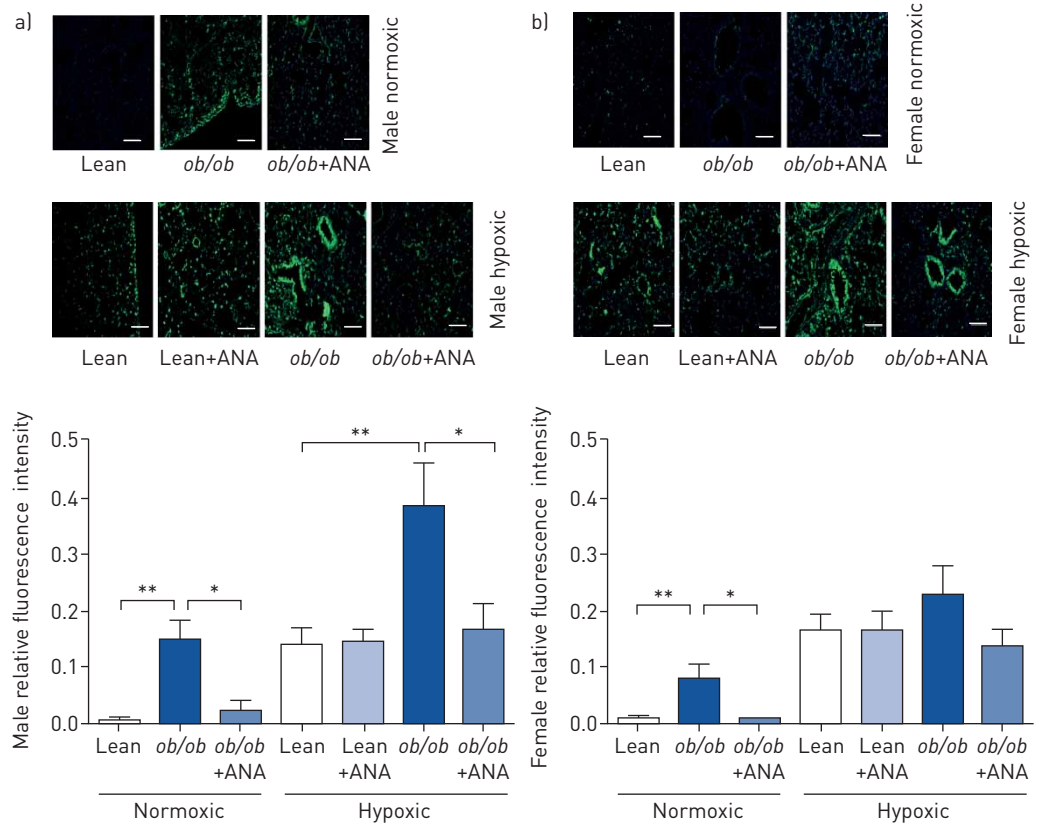 a)
Male normoxic
Lean ob/ob ob/ob+ANA
Male hypoxic
Lean Lean+ANA ob/ob ob/ob+ANA
Male relative fluorescence intensity
0.5
0.4
0.3
0.2
0.1
0.0
** *
** *
Lean ob/ob ob/ob Lean Lean ob/ob ob/ob
+ANA +ANA +ANA
Normoxic Hypoxic
b)
Female normoxic
Lean ob/ob ob/ob+ANA
Female hypoxic
Lean Lean+ANA ob/ob ob/ob+ANA
Female relative fluorescence intensity
0.5
0.4
0.3
0.2
0.1
0.0
** *
Lean ob/ob ob/ob Lean Lean ob/ob ob/ob
+ANA +ANA +ANA
Normoxic Hypoxic